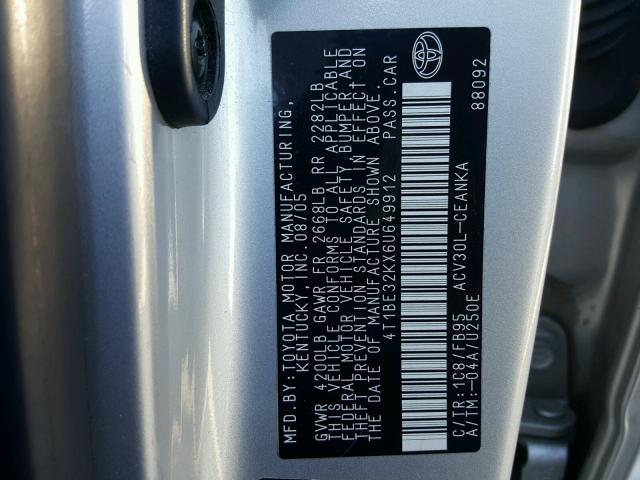 MFD. BY: TOYOTA MOTOR MANUFACTURING,
KENTUCKY, INC. 08/05
GVWR 4200LB GAWR FR 2668LB RR 2282LB
THIS VEHICLE CONFORMS TO ALL APPLICABLE
FEDERAL MOTOR VEHICLE SAFETY, BUMPER, AND
THEFT PREVENTION STANDARDS IN EFFECT ON
THE DATE OF MANUFACTURE SHOWN ABOVE.
4T1BE32KX6U649912 PASS. CAR
C/TR: 1C8/FB95 ACV30L-CEANKA
A/TM: -04A/U250E 88092